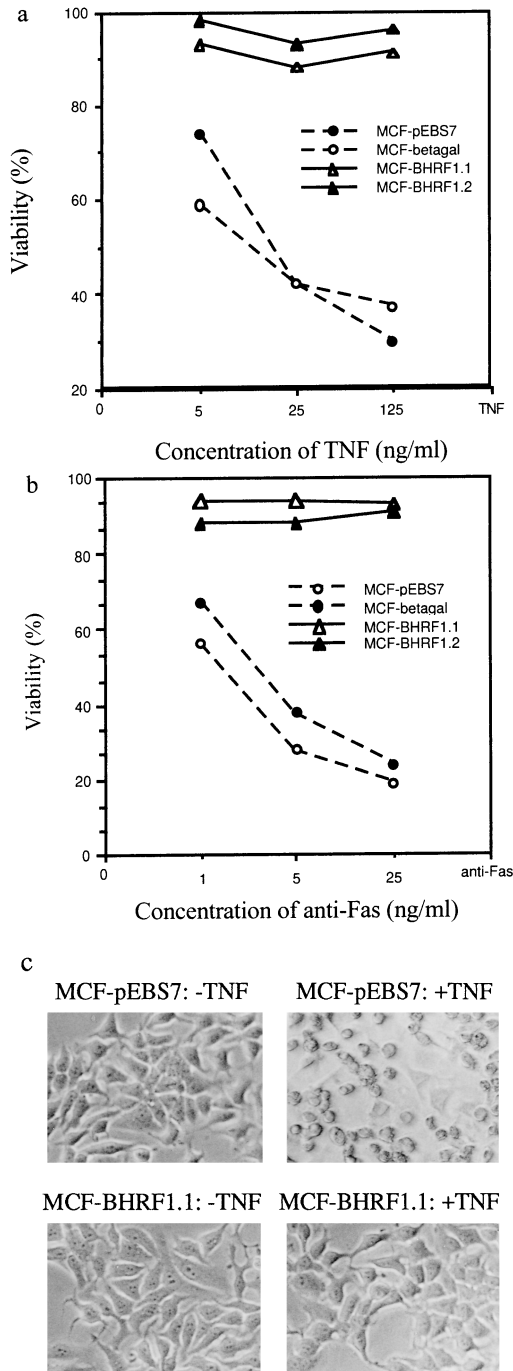 a
100
80
60
40
20
Viability (%)
MCF-pEBS7
MCF-betagal
MCF-BHRF1.1
MCF-BHRF1.2
0 5 25 125 TNF
Concentration of TNF (ng/ml)
b
100
80
60
40
20
0
Viability (%)
MCF-pEBS7
MCF-betagal
MCF-BHRF1.1
MCF-BHRF1.2
0 1 5 25 anti-Fas
Concentration of anti-Fas (ng/ml)
c
MCF-pEBS7: -TNF MCF-pEBS7: +TNF
MCF-BHRF1.1: -TNF MCF-BHRF1.1: +TNF